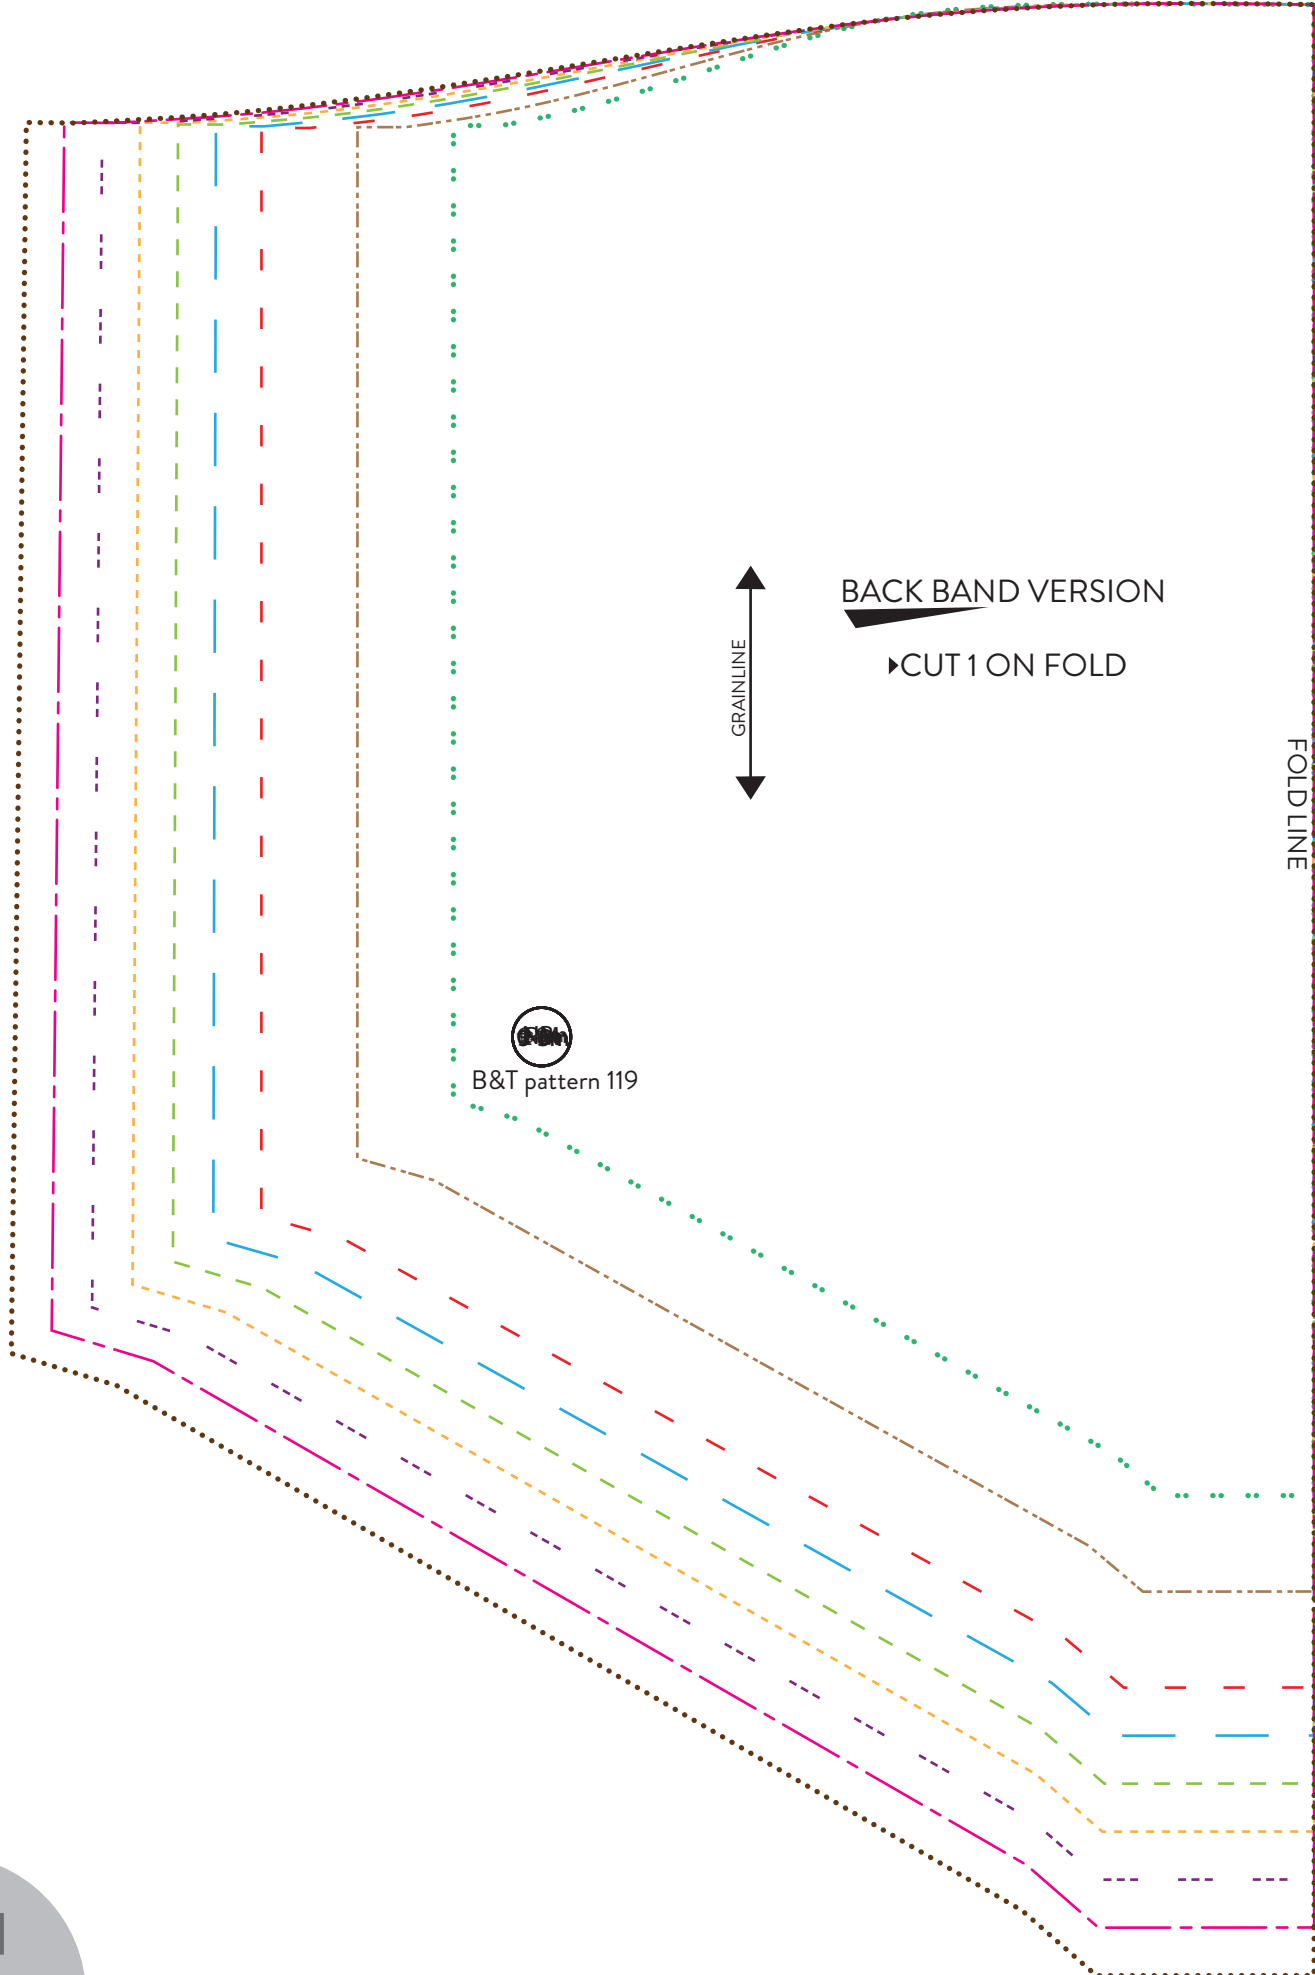 BACK BAND VERSION
CUT 1 ON FOLD
GRAINLINE
FOLD LINE
B&T pattern 119